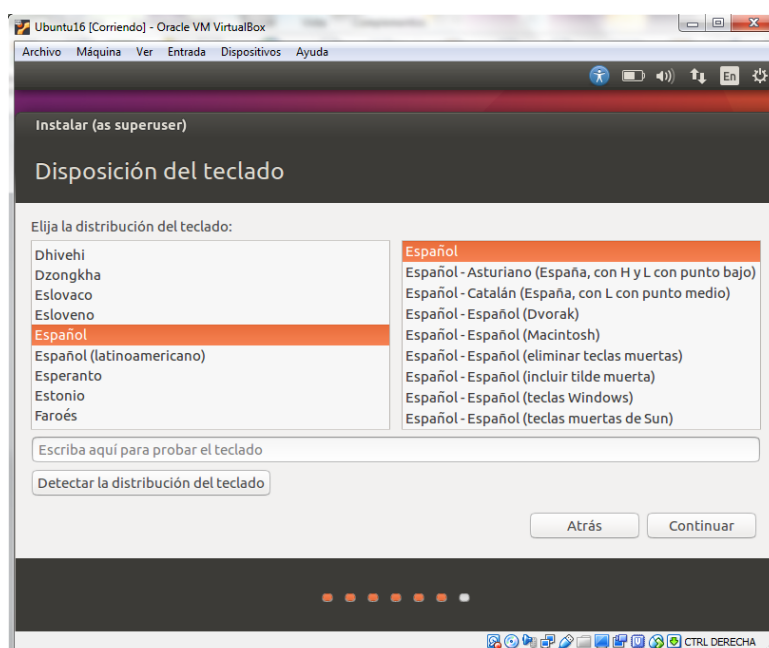 Ubuntu16 [Corriendo] - Oracle VM VirtualBox
Archivo Máquina Ver Entrada Dispositivos Ayuda
En
Instalar (as superuser)
Disposición del teclado
Elija la distribución del teclado:
Dhivehi
Dzongkha
Eslovaco
Esloveno
Español
Español (latinoamericano)
Esperanto
Estonio
Faroés
Español
Español - Asturiano (España, con H y L con punto bajo)
Español - Catalán (España, con L con punto medio)
Español - Español (Dvorak)
Español - Español (Macintosh)
Español - Español (eliminar teclas muertas)
Español - Español (incluir tilde muerta)
Español - Español (teclas Windows)
Español - Español (teclas muertas de Sun)
Escriba aquí para probar el teclado
Detectar la distribución del teclado
Atrás Continuar
CTRL DERECHA